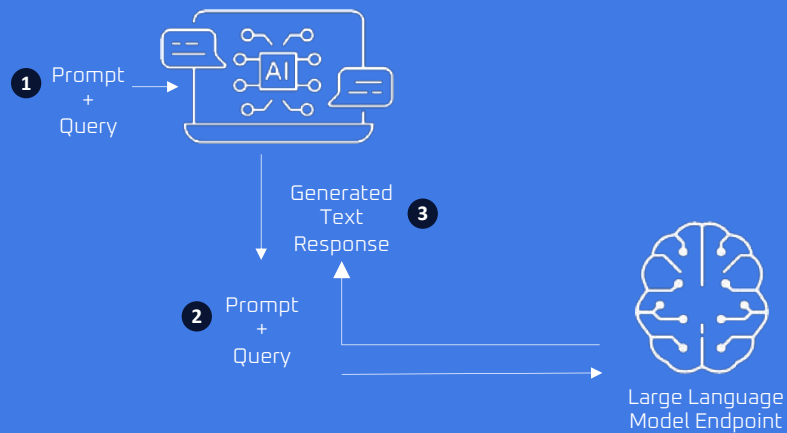 AI
1
Prompt
+
Query
Generated
Text
Response
3
2
Prompt
+
Query
Large Language
Model Endpoint